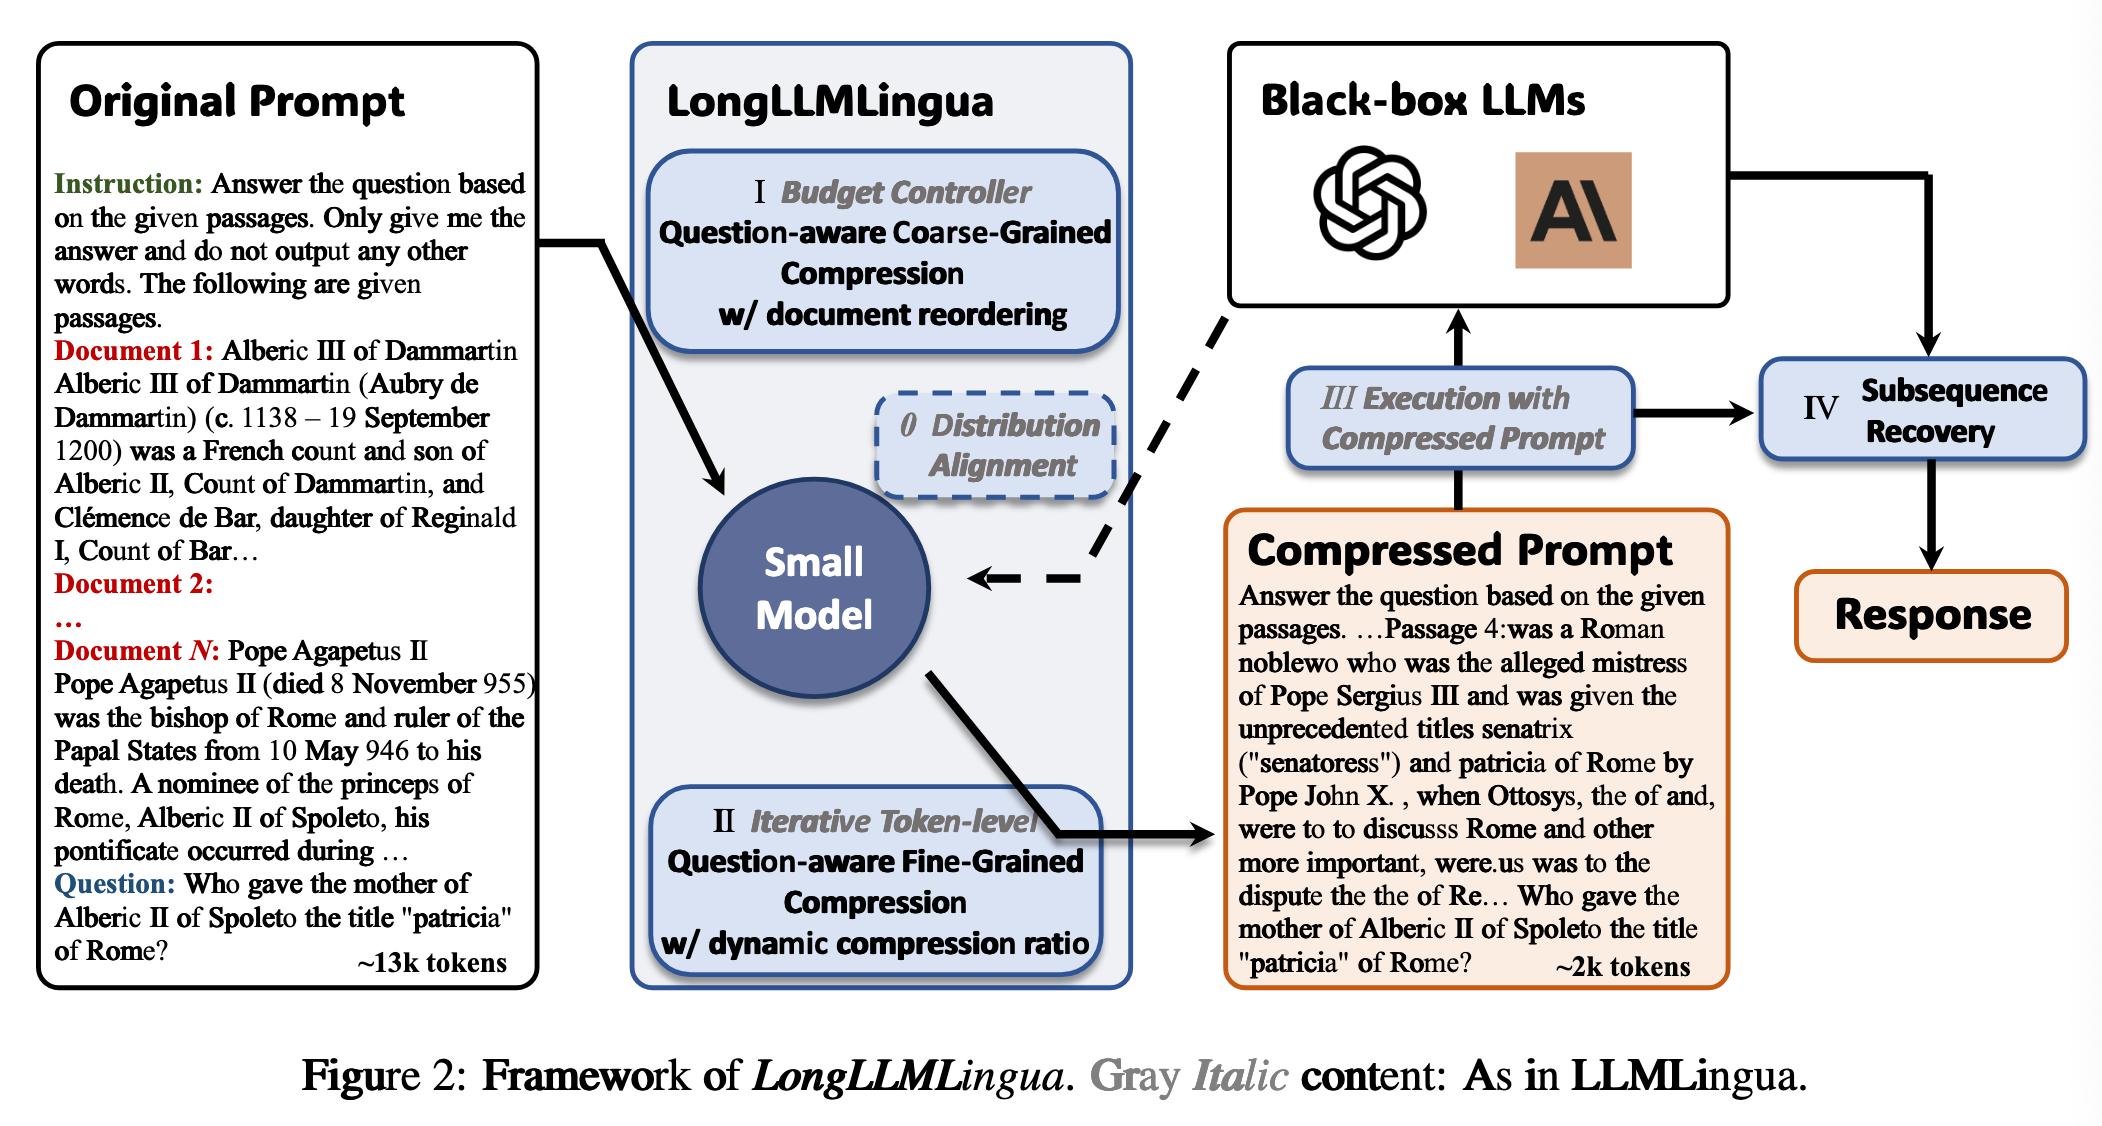 Original Prompt
Instruction: Answer the question based
on the given passages. Only give me the
answer and do not output any other
words. The following are given
passages.
Document 1: Alberic III of Dammartin
Alberic III of Dammartin (Aubry de
Dammartin) (c. 1138 – 19 September
1200) was a French count and son of
Alberic II, Count of Dammartin, and
Clémence de Bar, daughter of Reginald
I, Count of Bar…
Document 2:
…
Document N: Pope Agapetus II
Pope Agapetus II (died 8 November 955)
was the bishop of Rome and ruler of the
Papal States from 10 May 946 to his
death. A nominee of the princeps of
Rome, Alberic II of Spoleto, his
pontificate occurred during …
Question: Who gave the mother of
Alberic II of Spoleto the title "patricia"
of Rome?
~13k tokens
LongLLMLingua
I Budget Controller
Question-aware Coarse-Grained
Compression
w/ document reordering
0 Distribution
Alignment
Small
Model
II Iterative Token-level
Question-aware Fine-Grained
Compression
w/ dynamic compression ratio
Black-box LLMs
A\
III Execution with
Compressed Prompt
IV Subsequence
Recovery
Compressed Prompt
Answer the question based on the given
passages. …Passage 4:was a Roman
noblewo who was the alleged mistress
of Pope Sergius III and was given the
unprecedented titles senatrix
("senatoress") and patricia of Rome by
Pope John X. , when Ottosys, the of and,
were to to discusss Rome and other
more important, were.us was to the
dispute the the of Re… Who gave the
mother of Alberic II of Spoleto the title
"patricia" of Rome?
~2k tokens
Response
Figure 2: Framework of LongLLMLingua. Gray Italic content: As in LLMLingua.